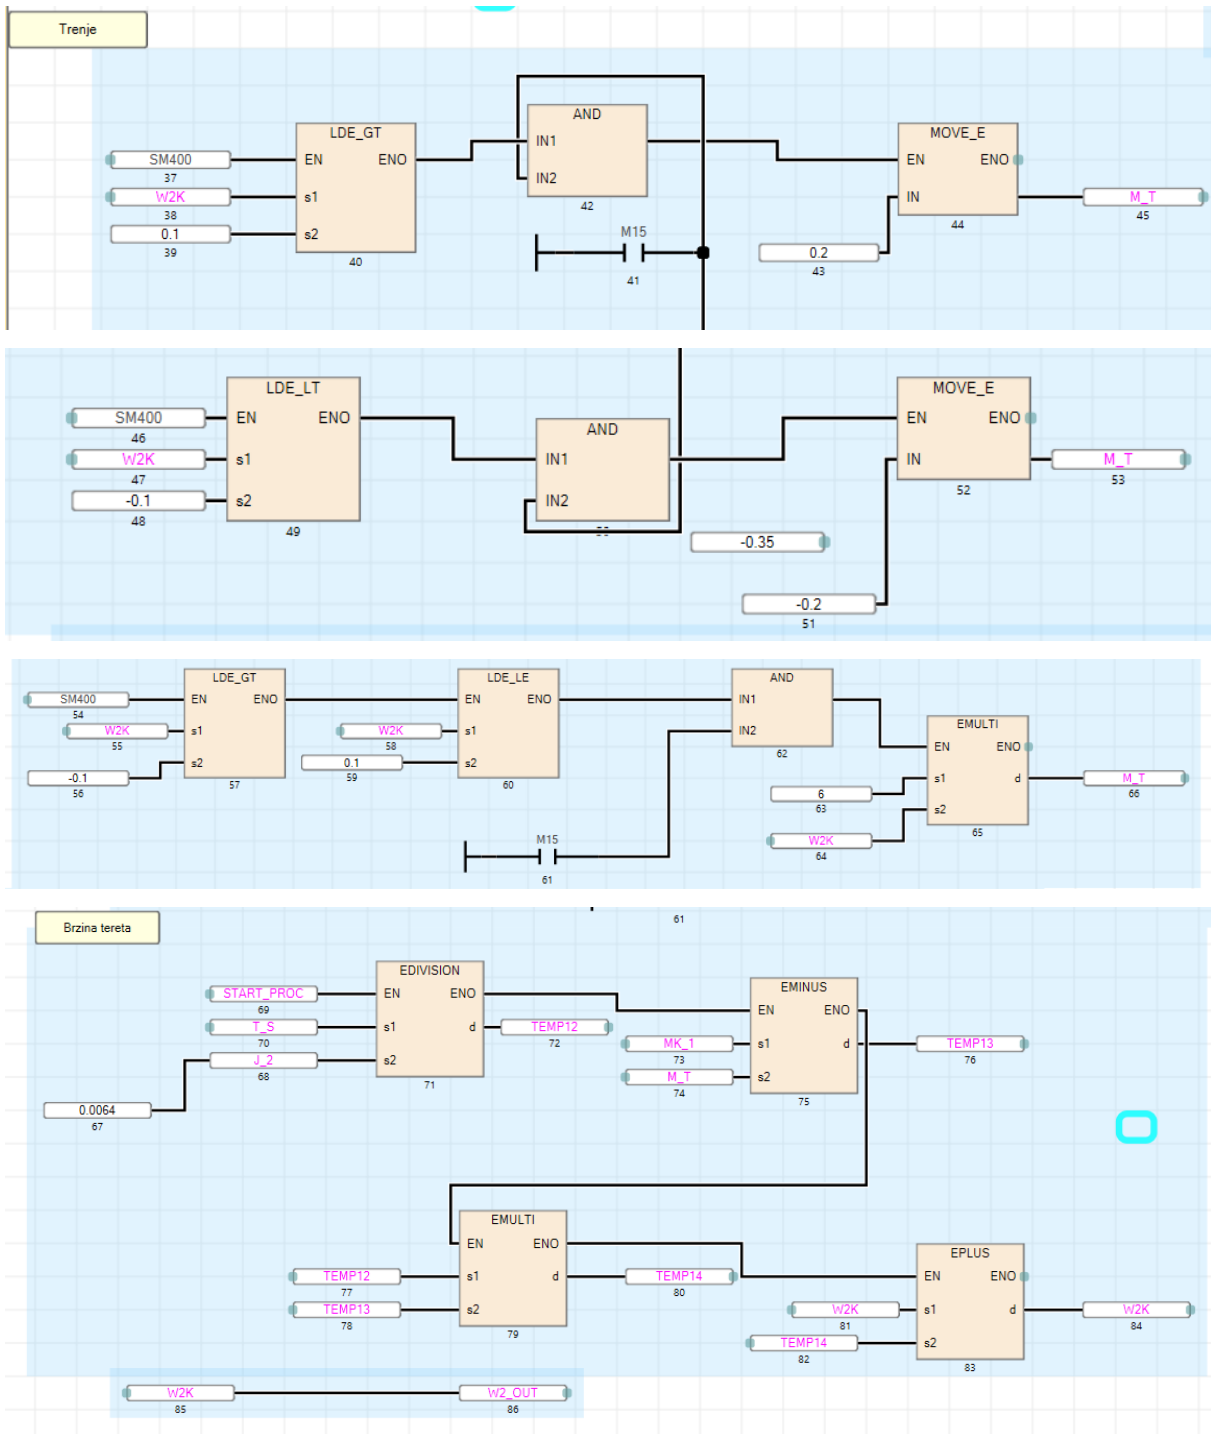 Trenje
LDE_GT
EN ENO
s1
s2
SM400
37
W2K
38
0.1
39
40
AND
IN1
IN2
42
M15
41
MOVE_E
EN ENO
IN
44
0.2
43
M_T
45
LDE_LT
EN ENO
s1
s2
SM400
46
W2K
47
-0.1
48
49
AND
IN1
IN2
MOVE_E
EN ENO
IN
52
-0.35
-0.2
51
M_T
53
LDE_GT
EN ENO
s1
s2
SM400
54
W2K
55
-0.1
56
57
LDE_LE
EN ENO
s1
s2
W2K
58
0.1
59
60
AND
IN1
IN2
62
M15
61
EMULTI
EN ENO
s1 d
s2
65
6
63
W2K
64
M_T
66
Brzina tereta
61
EDIVISION
EN ENO
s1 d
s2
START_PROC
69
T_S
70
J_2
68
0.0064
67
71
TEMP12
72
EMINUS
EN ENO
s1 d
s2
MK_1
73
M_T
74
75
TEMP13
76
EMULTI
EN ENO
s1 d
s2
TEMP12
77
TEMP13
78
79
TEMP14
80
EPLUS
EN ENO
s1 d
s2
W2K
81
TEMP14
82
83
W2K
84
W2K
85
W2_OUT
86